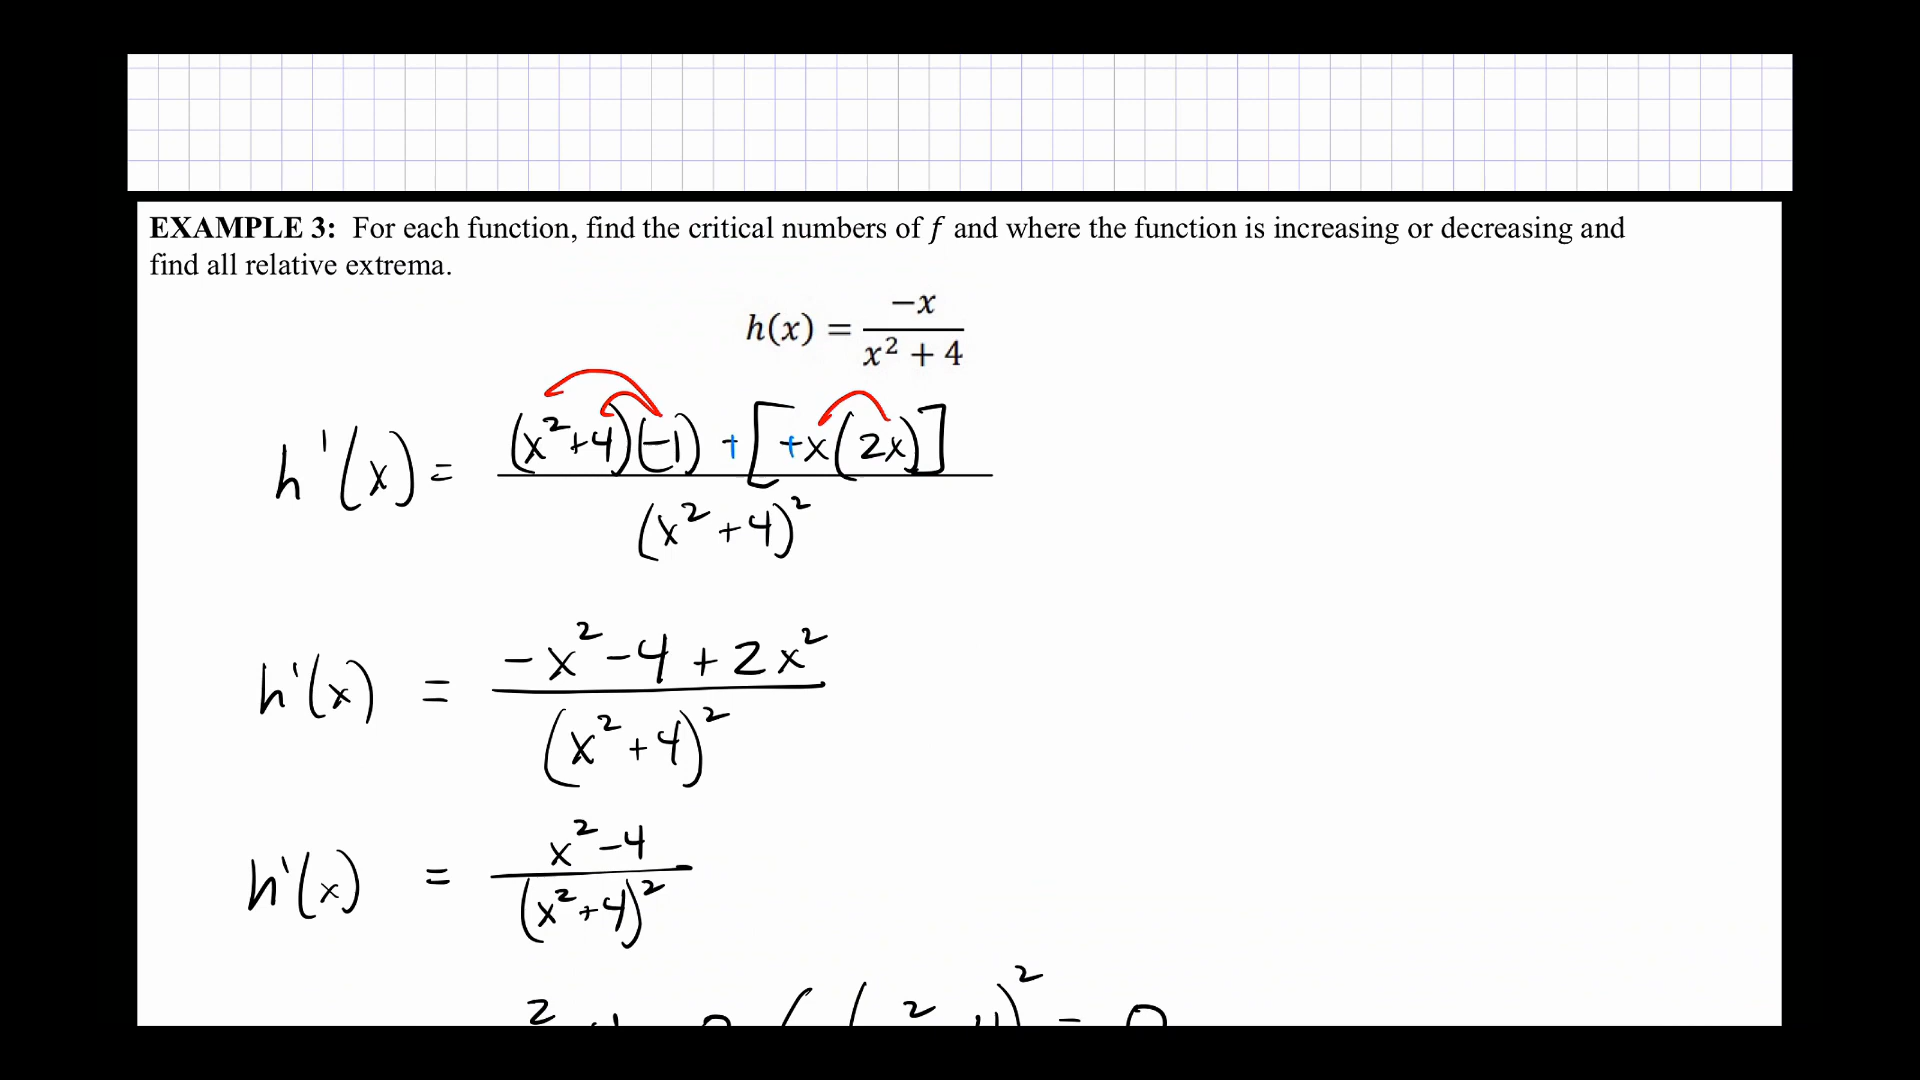 EXAMPLE 3: For each function, find the critical numbers of f and where the function is increasing or decreasing and
find all relative extrema.
h(x) = -x / (x² + 4)
h'(x) = ((x²+4)(-1) + [+x(2x)]) / (x²+4)²
h'(x) = (-x²-4+2x²) / (x²+4)²
h'(x) = (x²-4) / (x²+4)²